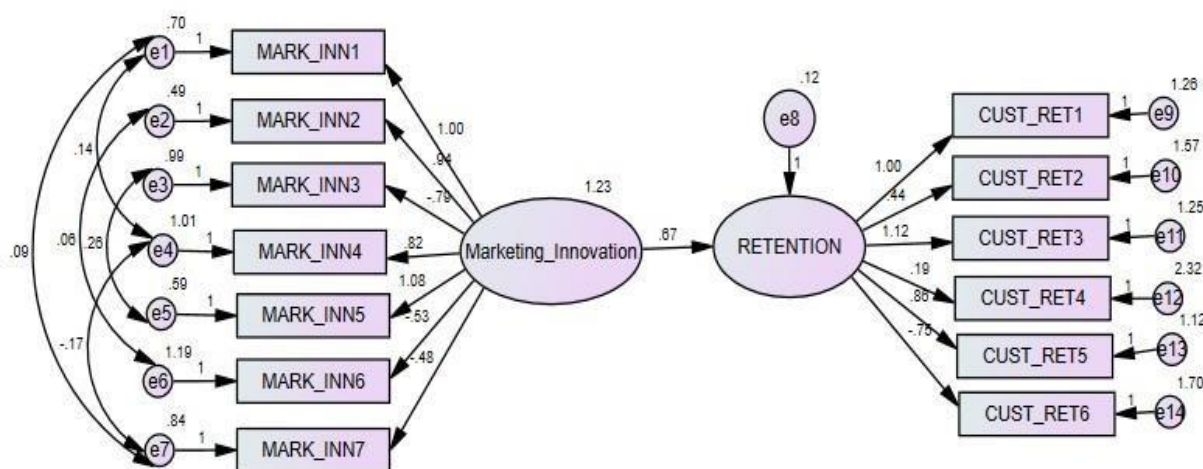 .70
e1
1
MARK_INN1
.49
e2
1
MARK_INN2
.99
e3
1
MARK_INN3
1.01
e4
1
MARK_INN4
.59
e5
1
MARK_INN5
1.19
e6
1
MARK_INN6
.84
e7
1
MARK_INN7
.14
.09
.06
.26
-.17
1.00
.94
-.79
.82
1.08
-.53
-.48
1.23
Marketing_Innovation
.67
.12
e8
1
RETENTION
1.00
.44
1.12
.19
.86
-.75
CUST_RET1
1
e9
1.26
CUST_RET2
1
e10
1.57
CUST_RET3
1
e11
1.25
CUST_RET4
1
e12
2.32
CUST_RET5
1
e13
1.12
CUST_RET6
1
e14
1.70